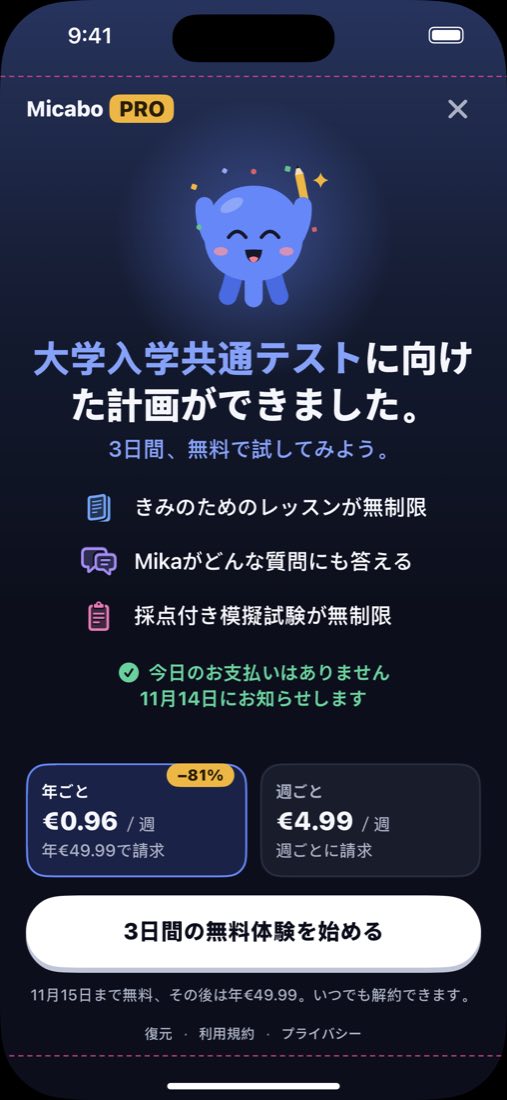 9:41
Micabo PRO
大学入学共通テストに向け
た計画ができました。
3日間、無料で試してみよう。
きみのためのレッスンが無制限
Mikaがどんな質問にも答える
採点付き模擬試験が無制限
今日のお支払いはありません
11月14日にお知らせします
−81%
年ごと
€0.96 / 週
年€49.99で請求
週ごと
€4.99 / 週
週ごとに請求
3日間の無料体験を始める
11月15日まで無料、その後は年€49.99。いつでも解約できます。
復元 · 利用規約 · プライバシー